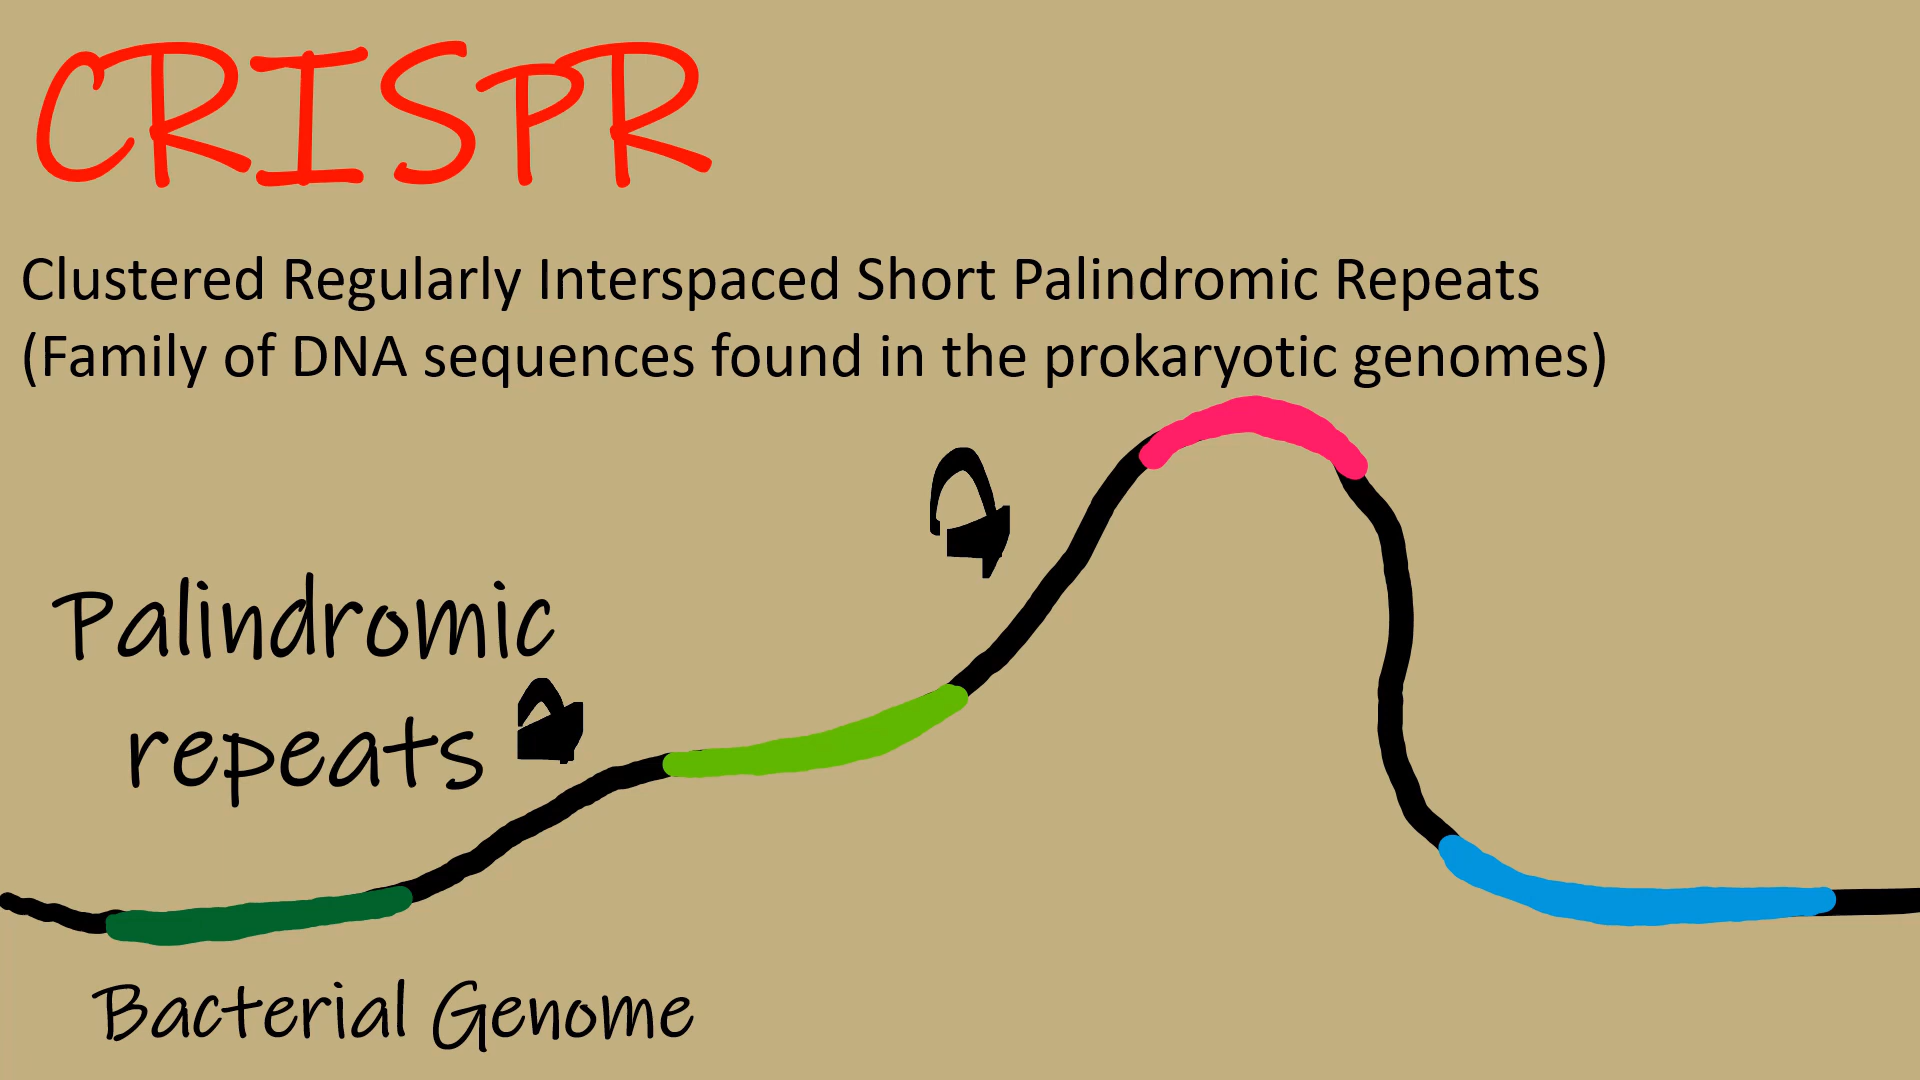 CRISPR
Clustered Regularly Interspaced Short Palindromic Repeats
(Family of DNA sequences found in the prokaryotic genomes)
Palindromic
repeats
Bacterial Genome